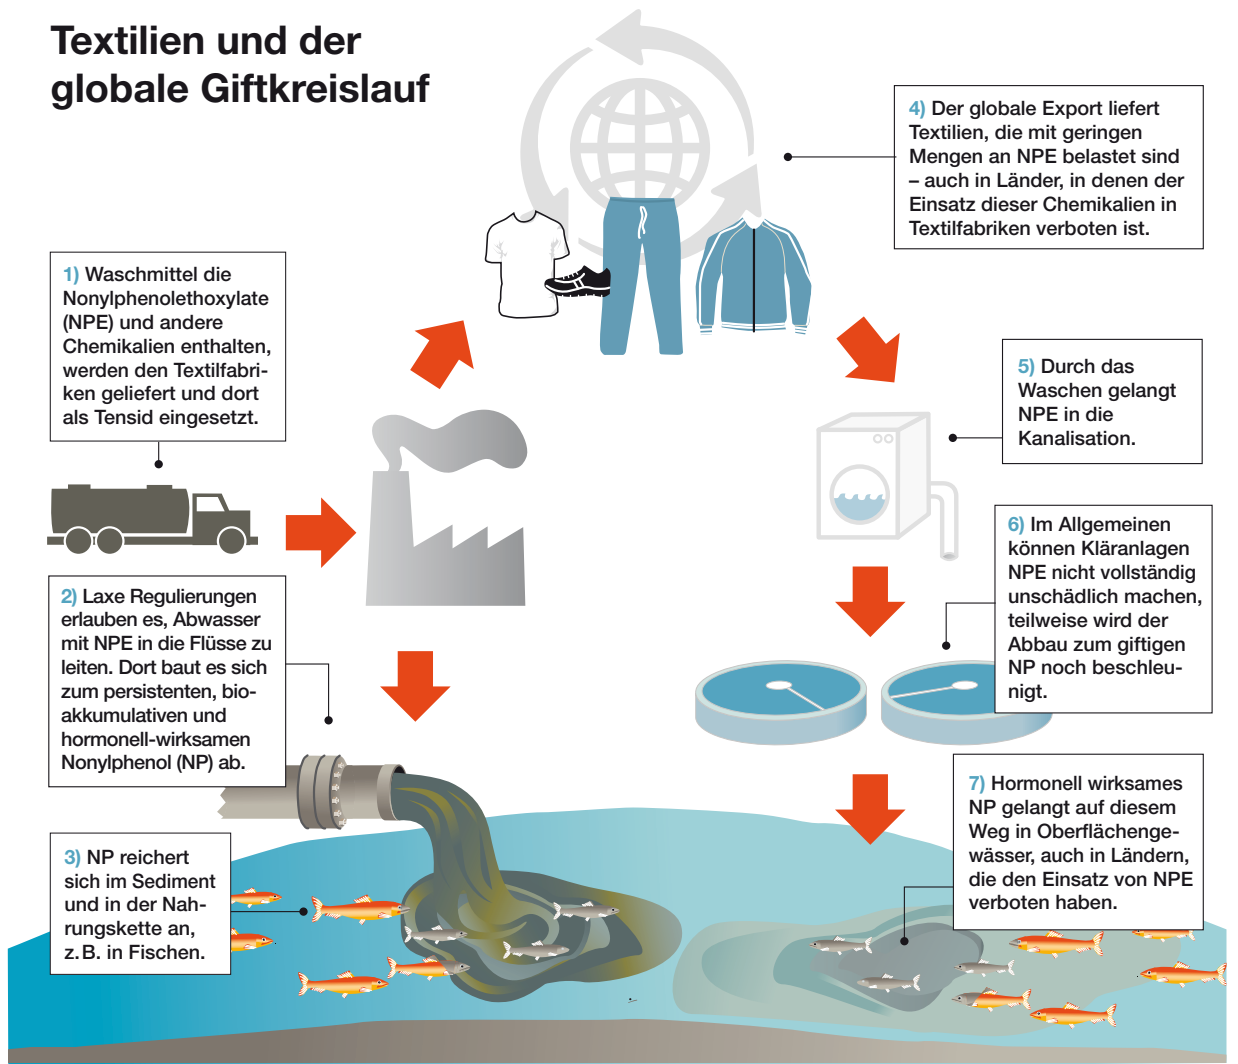 Textilien und der
globale Giftkreislauf
1) Waschmittel die
Nonylphenolethoxylate
(NPE) und andere
Chemikalien enthalten,
werden den Textilfabri-
ken geliefert und dort
als Tensid eingesetzt.
2) Laxe Regulierungen
erlauben es, Abwasser
mit NPE in die Flüsse zu
leiten. Dort baut es sich
zum persistenten, bio-
akkumulativen und
hormonell-wirksamen
Nonylphenol (NP) ab.
3) NP reichert
sich im Sediment
und in der Nah-
rungskette an,
z.B. in Fischen.
4) Der globale Export liefert
Textilien, die mit geringen
Mengen an NPE belastet sind
– auch in Länder, in denen der
Einsatz dieser Chemikalien in
Textilfabriken verboten ist.
5) Durch das
Waschen gelangt
NPE in die
Kanalisation.
6) Im Allgemeinen
können Kläranlagen
NPE nicht vollständig
unschädlich machen,
teilweise wird der
Abbau zum giftigen
NP noch beschleu-
nigt.
7) Hormonell wirksames
NP gelangt auf diesem
Weg in Oberflächenge-
wässer, auch in Ländern,
die den Einsatz von NPE
verboten haben.